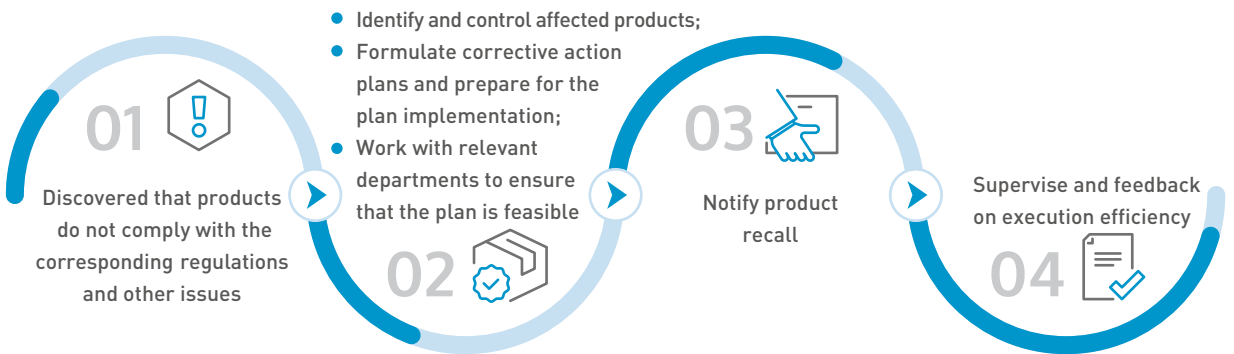 01
Discovered that products
do not comply with the
corresponding regulations
and other issues
Identify and control affected products;
Formulate corrective action
plans and prepare for the
plan implementation;
Work with relevant
departments to ensure
that the plan is feasible
02
03
Notify product
recall
Supervise and feedback
on execution efficiency
04